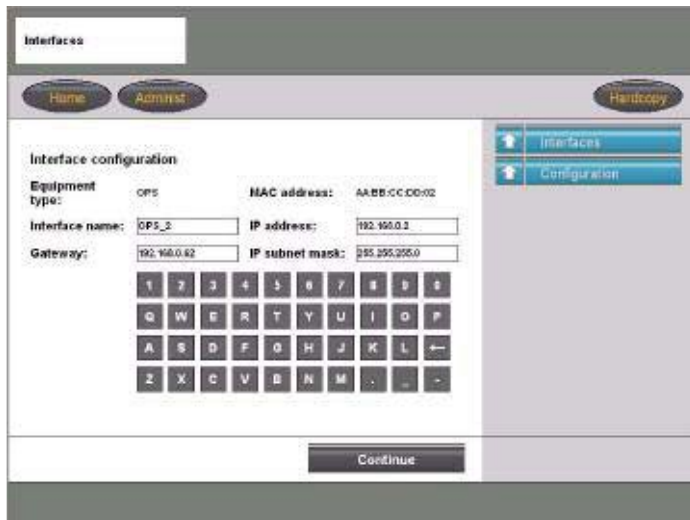 Interfaces
Home Administ Hardcopy
Interfaces
Configuration
Interface configuration
Equipment type: OPS MAC address: AA:BB:CC:DD:02
Interface name: OPS_2 IP address: 192.168.0.2
Gateway: 192.168.0.62 IP subnet mask: 255.255.255.0
1 2 3 4 5 6 7 8 9 0
Q W E R T Y U I O P
A S D F G H J K L ←
Z X C V B N M . _ -
Continue